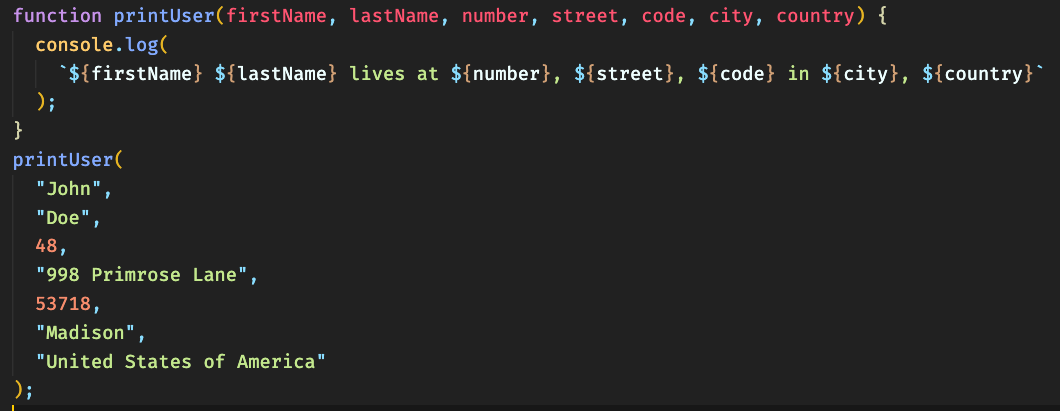 function printUser(firstName, lastName, number, street, code, city, country) {
  console.log(
    `${firstName} ${lastName} lives at ${number}, ${street}, ${code} in ${city}, ${country}`
  );
}
printUser(
  "John",
  "Doe",
  48,
  "998 Primrose Lane",
  53718,
  "Madison",
  "United States of America"
);